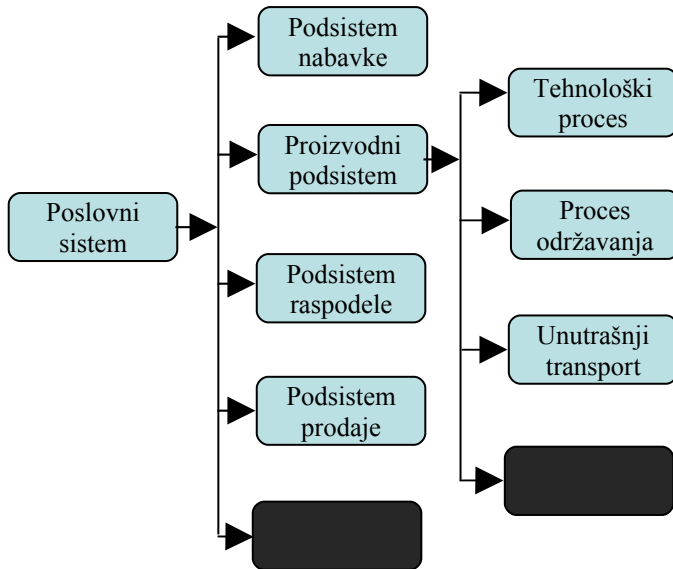 Podsistem
nabavke
Tehnološki
proces
Proizvodni
podsistem
Poslovni
sistem
Proces
održavanja
Podsistem
raspodele
Unutrašnji
transport
Podsistem
prodaje